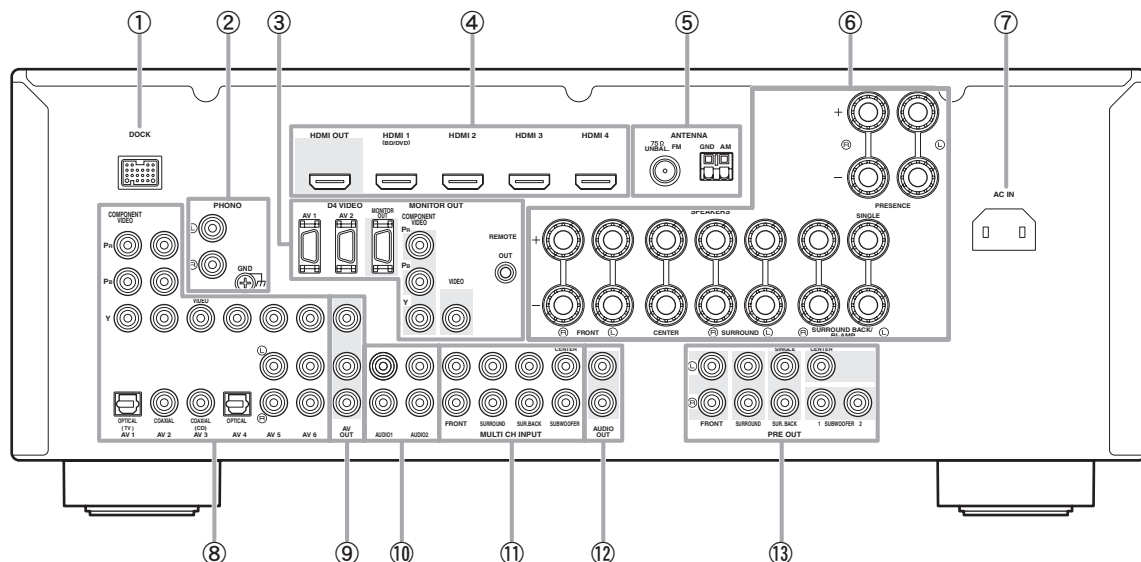 ① ② ③ ④ ⑤ ⑥ ⑦
DOCK
PHONO
L
R
GND
HDMI OUT
HDMI 1
(BD/DVD)
HDMI 2
HDMI 3
HDMI 4
ANTENNA
75Ω
UNBAL. FM
GND AM
+
R
L
−
PRESENCE
AC IN
D4 VIDEO
AV 1
AV 2
MONITOR
OUT
MONITOR OUT
COMPONENT
VIDEO
PR
PB
Y
VIDEO
REMOTE
OUT
SPEAKERS
SINGLE
+
−
R FRONT L
CENTER
R SURROUND L
R SURROUND BACK/
BI-AMP L
COMPONENT
VIDEO
PR
PB
Y
VIDEO
L
R
OPTICAL
(TV)
AV 1
COAXIAL
AV 2
COAXIAL
(CD)
AV 3
OPTICAL
AV 4
AV 5
AV 6
AV
OUT
AUDIO1
AUDIO2
CENTER
FRONT
SURROUND
SUR.BACK
SUBWOOFER
MULTI CH INPUT
AUDIO
OUT
SINGLE
CENTER
L
R
FRONT
SURROUND
SUR. BACK
1 SUBWOOFER 2
PRE OUT
⑧ ⑨ ⑩ ⑪ ⑫ ⑬